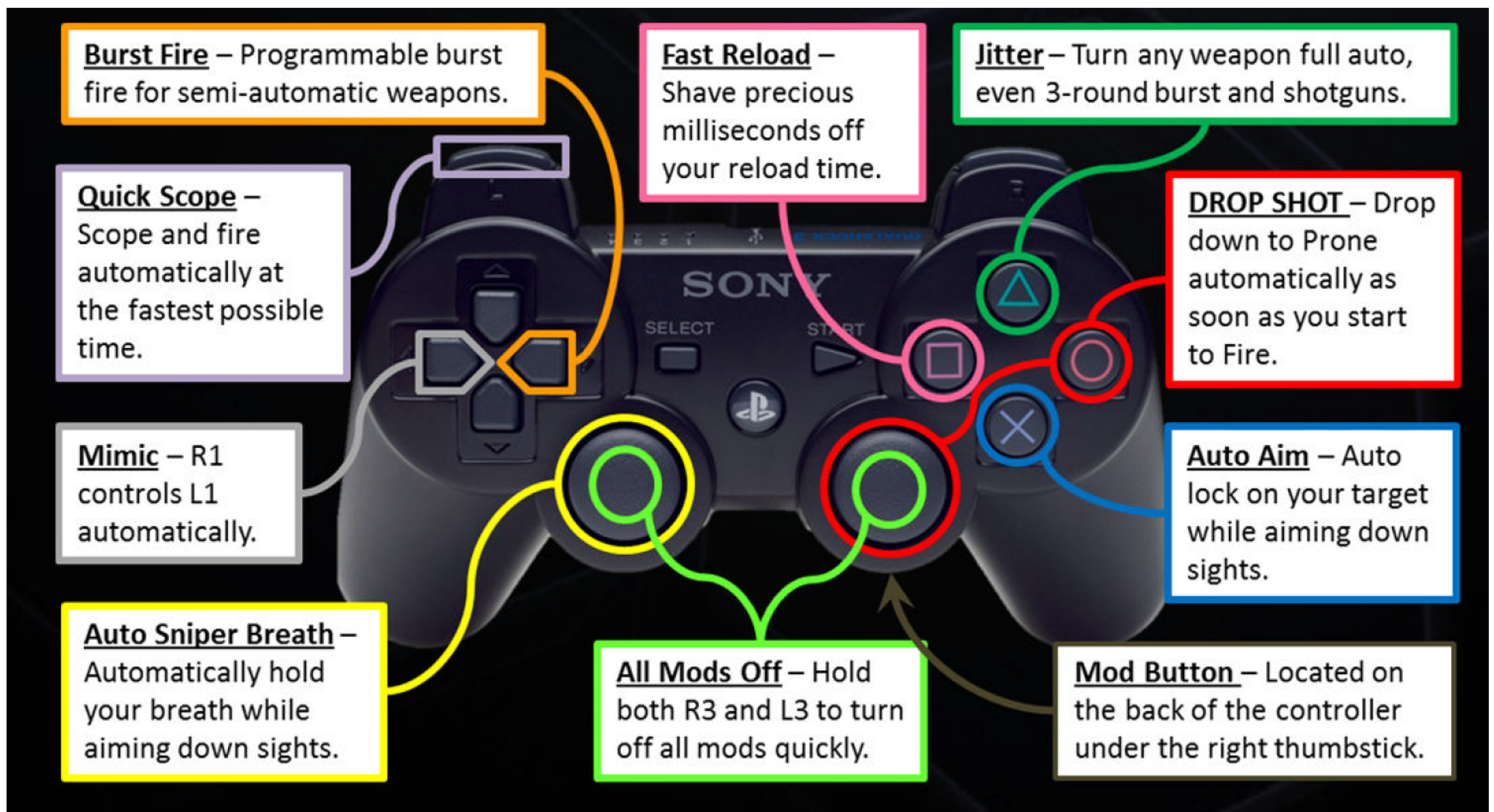 Burst Fire – Programmable burst
fire for semi-automatic weapons.
Fast Reload –
Shave precious
milliseconds off
your reload time.
Jitter – Turn any weapon full auto,
even 3-round burst and shotguns.
Quick Scope –
Scope and fire
automatically at
the fastest possible
time.
DROP SHOT – Drop
down to Prone
automatically as
soon as you start
to Fire.
SONY
SELECT
START
Mimic – R1
controls L1
automatically.
Auto Aim – Auto
lock on your target
while aiming down
sights.
Auto Sniper Breath –
Automatically hold
your breath while
aiming down sights.
All Mods Off – Hold
both R3 and L3 to turn
off all mods quickly.
Mod Button – Located on
the back of the controller
under the right thumbstick.